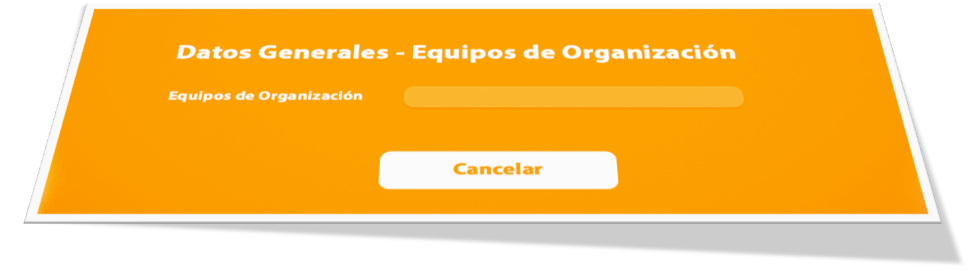 Datos Generales - Equipos de Organización
Equipos de Organización
Cancelar